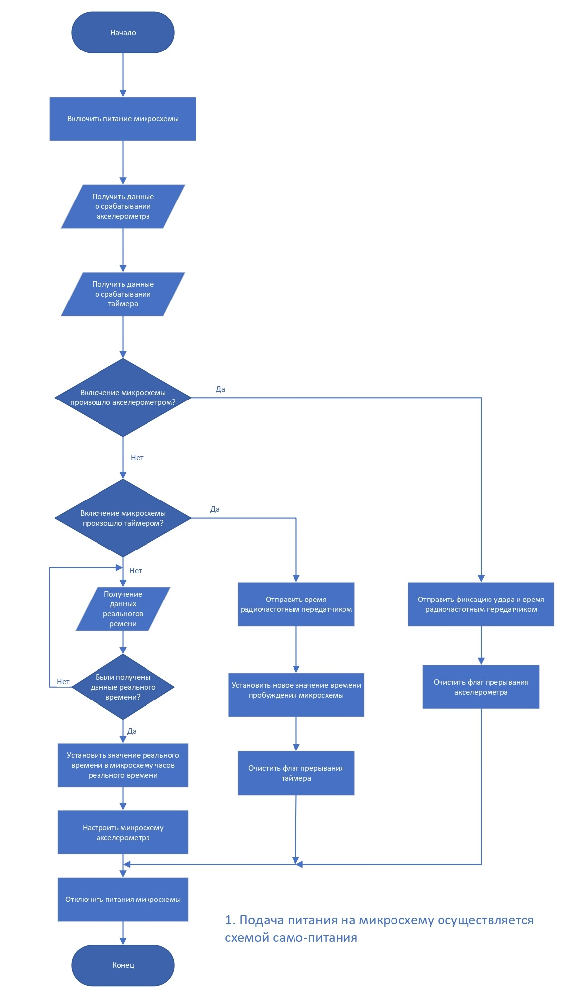 Начало
Включить питание микросхемы
Получить данные
о срабатывании
акселерометра
Получить данные
о срабатывании
таймера
Включение микросхемы
произошло акселерометром?
Да
Нет
Включение микросхемы
произошло таймером?
Да
Нет
Получение
данных
реальногов
ремени
Отправить время
радиочастотным передатчиком
Отправить фиксацию удара и время
радиочастотным передатчиком
Были получены
данные реального
времени?
Нет
Да
Установить новое значение времени
пробуждения микросхемы
Очистить флаг прерывания
акселерометра
Установить значение реального
времени в микросхему часов
реального времени
Очистить флаг прерывания
таймера
Настроить микросхему
акселерометра
Отключить питания микросхемы
1. Подача питания на микросхему осуществляется
схемой само-питания
Конец